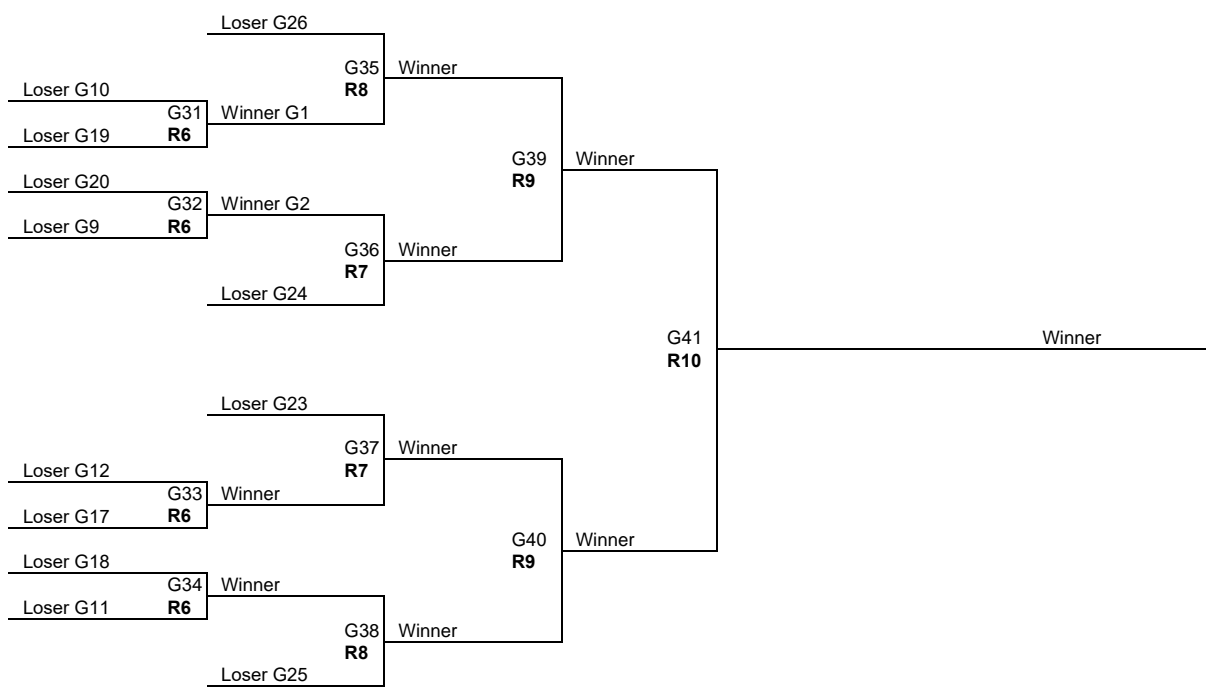 Loser G26
G35 Winner
R8
Loser G10
G31 Winner G1
Loser G19 R6
G39 Winner
R9
Loser G20
G32 Winner G2
Loser G9 R6
G36 Winner
R7
Loser G24
G41 Winner
R10
Loser G23
G37 Winner
R7
Loser G12
G33 Winner
Loser G17 R6
G40 Winner
R9
Loser G18
G34 Winner
Loser G11 R6
G38 Winner
R8
Loser G25